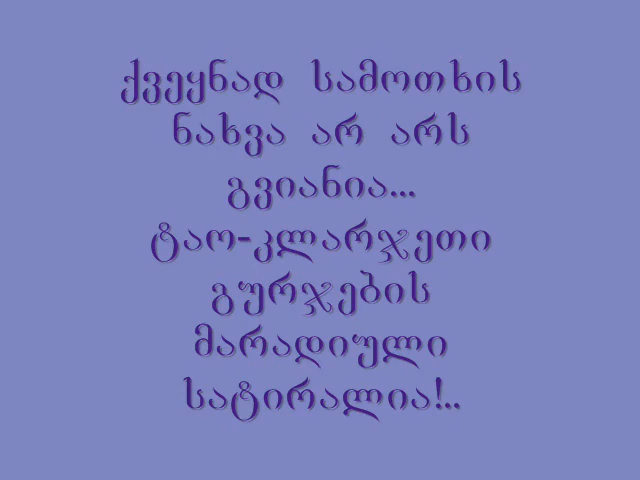 ქვეყნად სამოთხის
ნახვა არ არს
გვიანია...
ტაო-კლარჯეთი
გურჯების
მარადიული
სატირალია!..